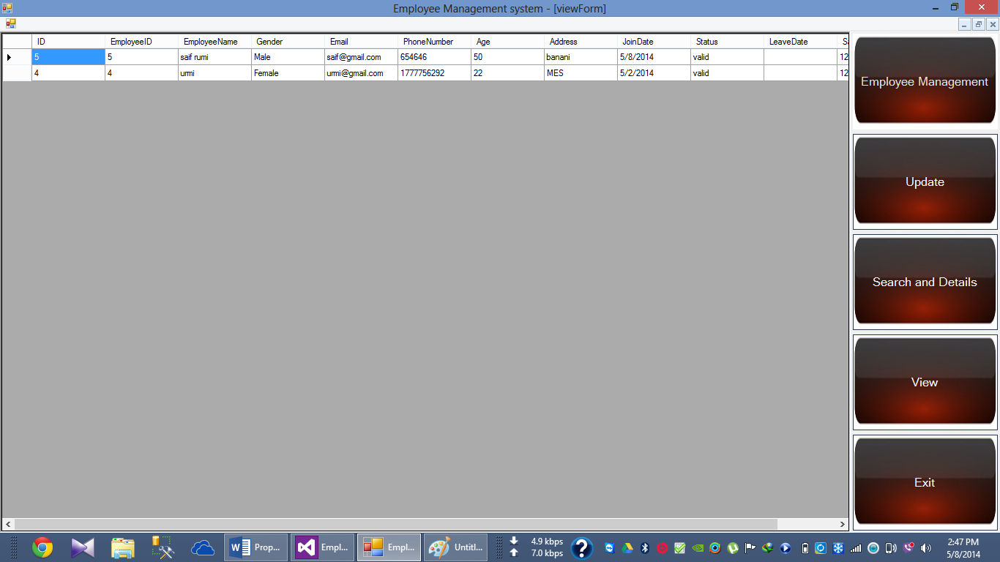 Employee Management system - [viewForm]
ID EmployeeID EmployeeName Gender Email PhoneNumber Age Address JoinDate Status LeaveDate Sa
5 5 saif rumi Male saif@gmail.com 654646 50 banani 5/8/2014 valid 12
4 4 urmi Female urmi@gmail.com 1777756292 22 MES 5/2/2014 valid 12
Employee Management
Update
Search and Details
View
Exit
Prop... Empl... Empl... Untitl...
4.9 kbps
7.0 kbps
2:47 PM
5/8/2014